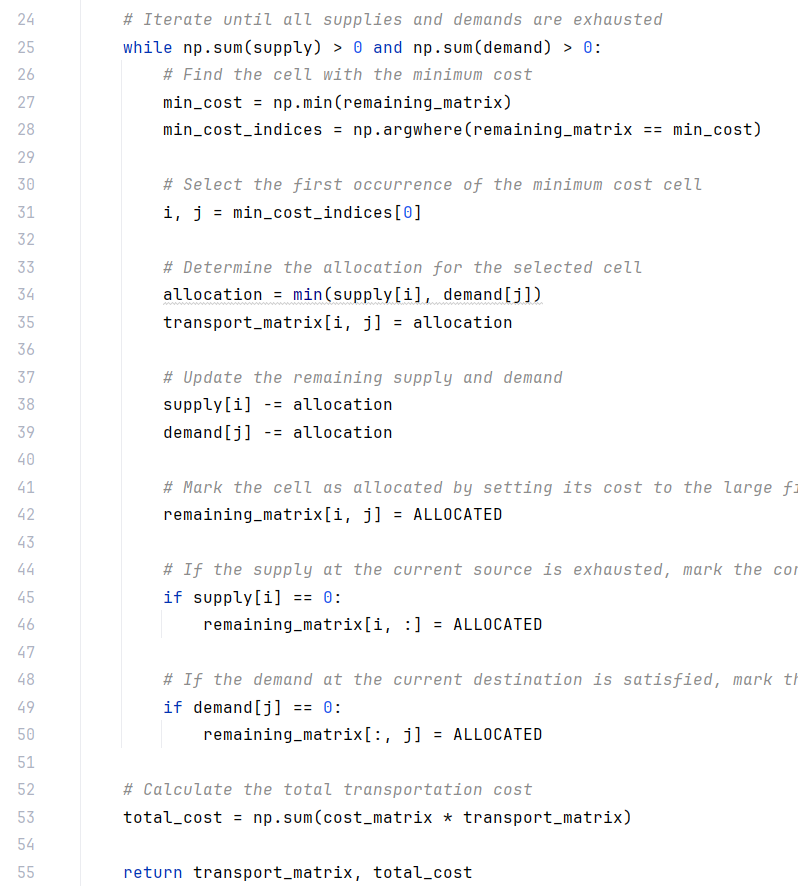 24 # Iterate until all supplies and demands are exhausted
25 while np.sum(supply) > 0 and np.sum(demand) > 0:
26 # Find the cell with the minimum cost
27 min_cost = np.min(remaining_matrix)
28 min_cost_indices = np.argwhere(remaining_matrix == min_cost)
29
30 # Select the first occurrence of the minimum cost cell
31 i, j = min_cost_indices[0]
32
33 # Determine the allocation for the selected cell
34 allocation = min(supply[i], demand[j])
35 transport_matrix[i, j] = allocation
36
37 # Update the remaining supply and demand
38 supply[i] -= allocation
39 demand[j] -= allocation
40
41 # Mark the cell as allocated by setting its cost to the large
42 remaining_matrix[i, j] = ALLOCATED
43
44 # If the supply at the current source is exhausted, mark the
45 if supply[i] == 0:
46 remaining_matrix[i, :] = ALLOCATED
47
48 # If the demand at the current destination is satisfied, mark
49 if demand[j] == 0:
50 remaining_matrix[:, j] = ALLOCATED
51
52 # Calculate the total transportation cost
53 total_cost = np.sum(cost_matrix * transport_matrix)
54
55 return transport_matrix, total_cost